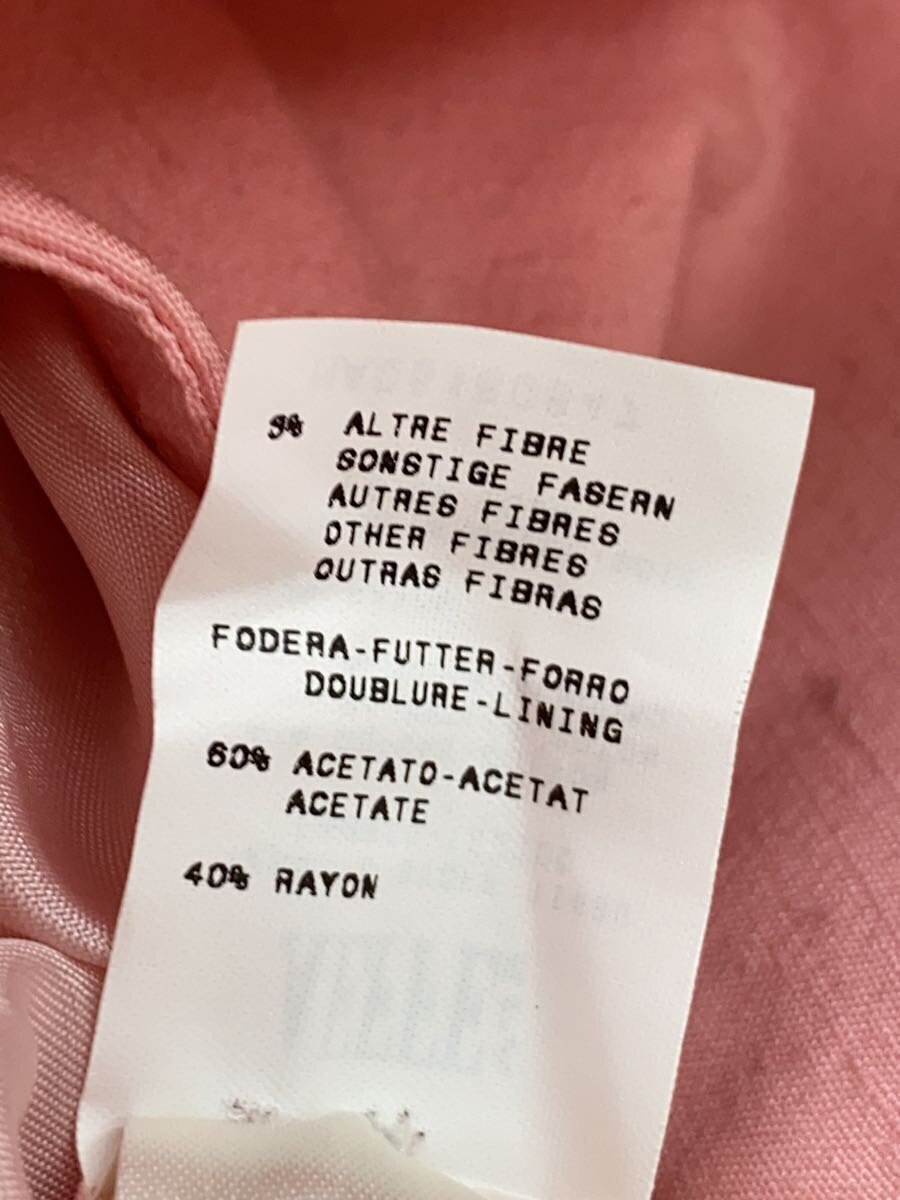 3% ALTRE FIBRE
SONSTIGE FASERN
AUTRES FIBRES
OTHER FIBRES
OUTRAS FIBRAS
FODERA-FUTTER-FORRO
DOUBLURE-LINING
60% ACETATO-ACETAT
ACETATE
40% RAYON